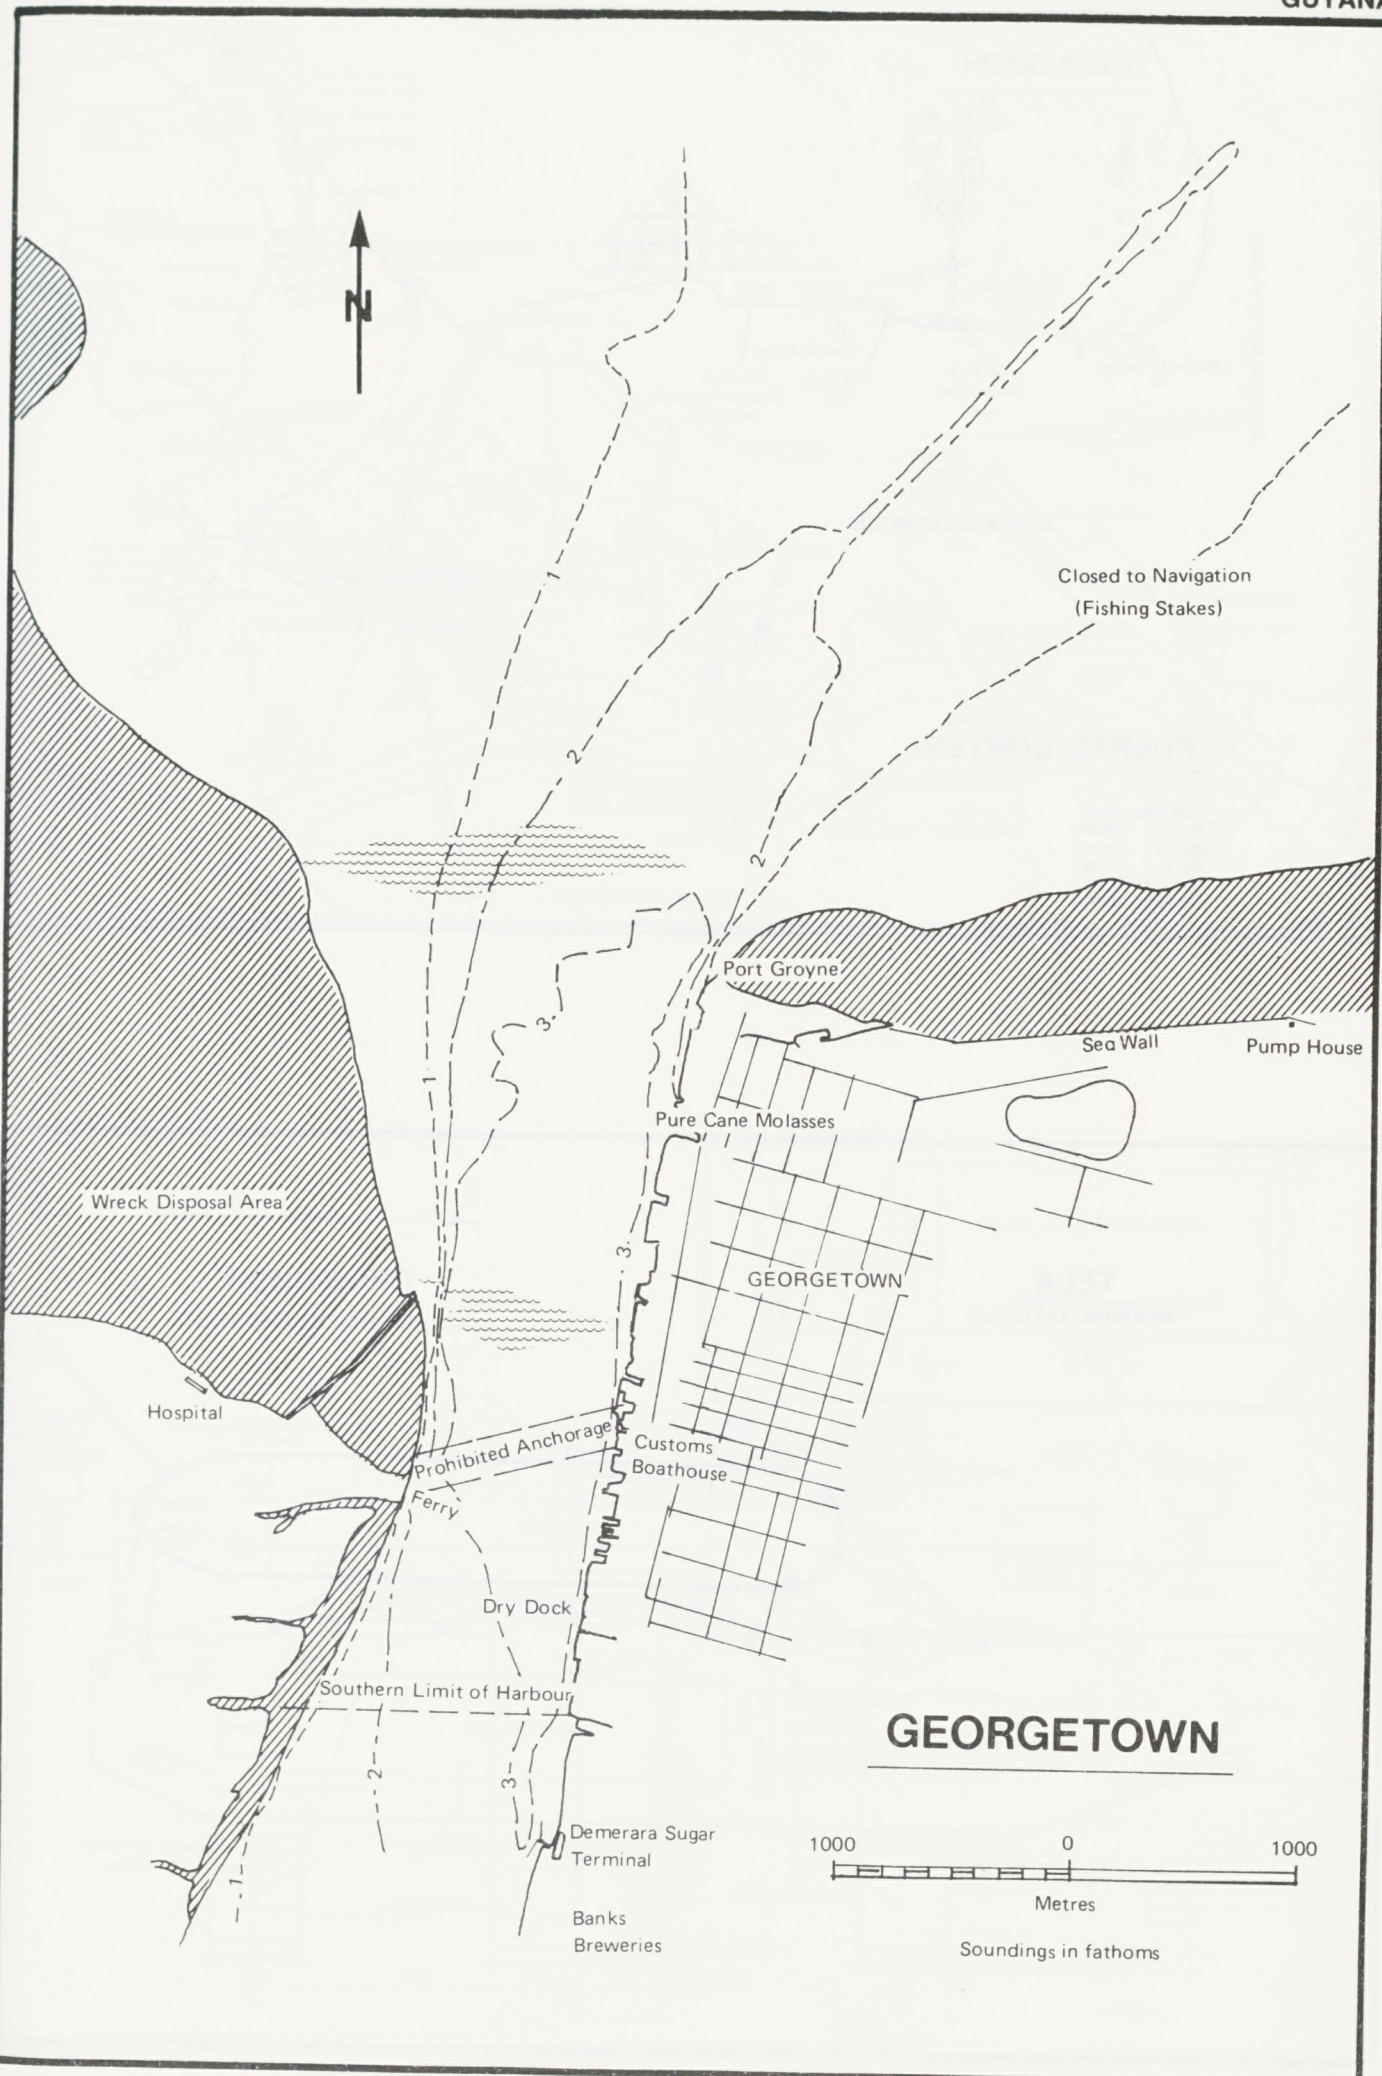 GUYANA
N
1
Closed to Navigation
(Fishing Stakes)
2
2
Port Groyne
3
Sea Wall
Pump House
1
Pure Cane Molasses
Wreck Disposal Area
3
GEORGETOWN
Hospital
Prohibited Anchorage
Customs
Boathouse
Ferry
Dry Dock
Southern Limit of Harbour
GEORGETOWN
2
3
Demerara Sugar
Terminal
1000 0 1000
1
Metres
Banks
Breweries
Soundings in fathoms